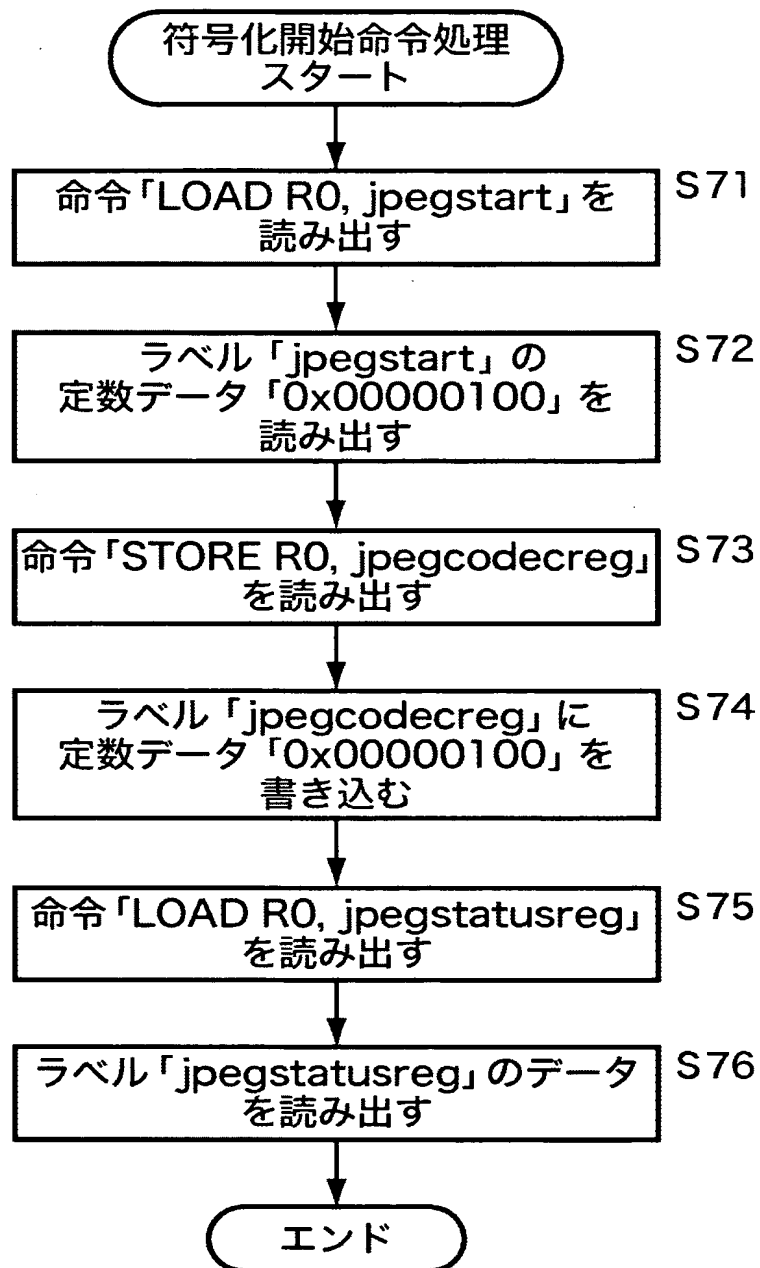 符号化開始命令処理
スタート
命令「LOAD R0, jpegstart」を
読み出す
S71
ラベル「jpegstart」の
定数データ「0x00000100」を
読み出す
S72
命令「STORE R0, jpegcodecreg」
を読み出す
S73
ラベル「jpegcodecreg」に
定数データ「0x00000100」を
書き込む
S74
命令「LOAD R0, jpegstatusreg」
を読み出す
S75
ラベル「jpegstatusreg」のデータ
を読み出す
S76
エンド